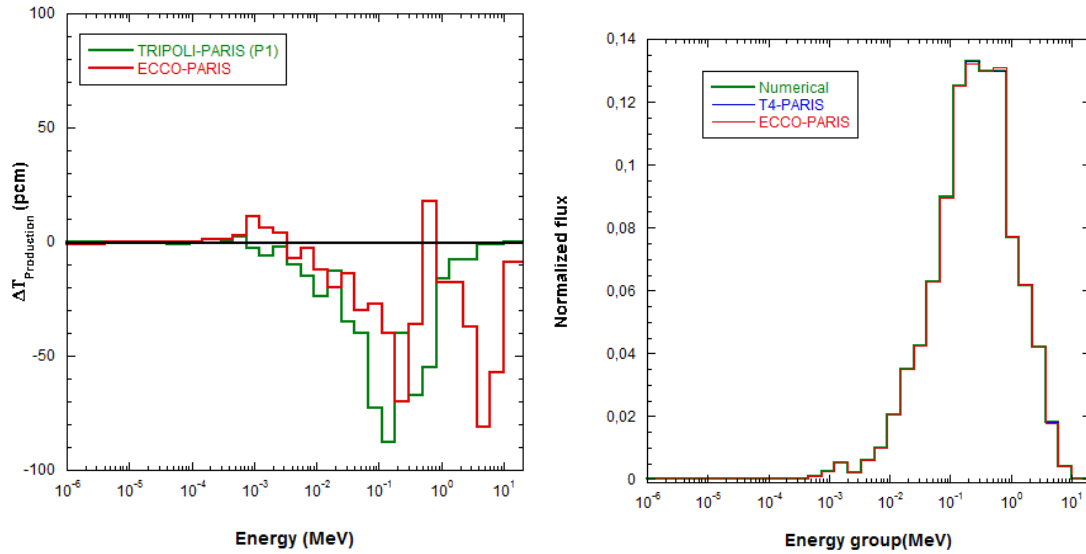 100
50
0
-50
-100
ΔT_Production (pcm)
TRIPOLI-PARIS (P1)
ECCO-PARIS
10^-6 10^-5 10^-4 10^-3 10^-2 10^-1 10^0 10^1
Energy (MeV)
0,14
0,12
0,1
0,08
0,06
0,04
0,02
0
Normalized flux
Numerical
T4-PARIS
ECCO-PARIS
10^-6 10^-5 10^-4 10^-3 10^-2 10^-1 10^0 10^1
Energy group(MeV)